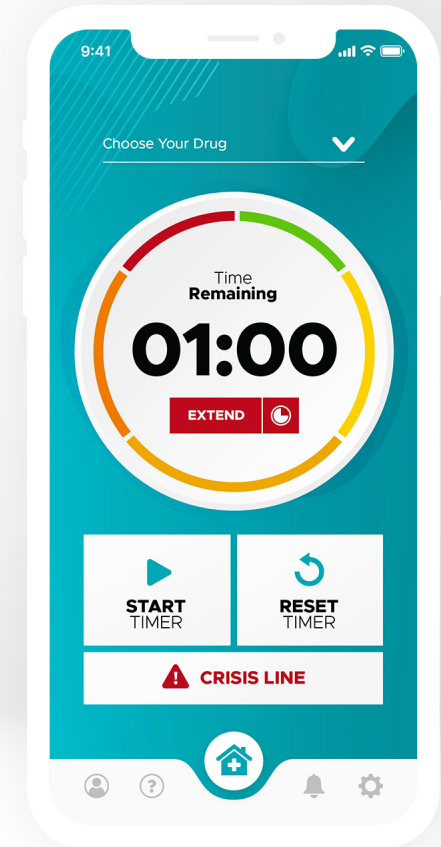 9:41
Choose Your Drug
Time
Remaining
01:00
EXTEND
START
TIMER
RESET
TIMER
CRISIS LINE